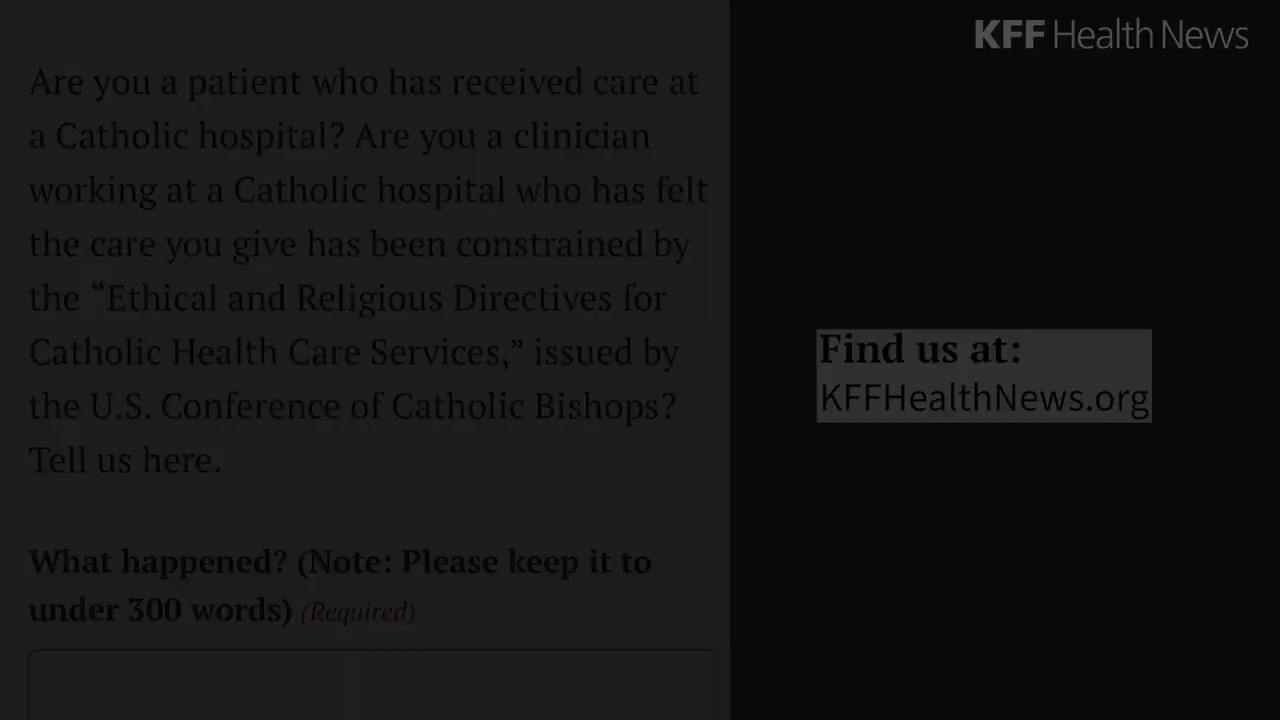 KFF Health News
Are you a patient who has received care at
a Catholic hospital? Are you a clinician
working at a Catholic hospital who has felt
the care you give has been constrained by
the “Ethical and Religious Directives for
Catholic Health Care Services,” issued by
the U.S. Conference of Catholic Bishops?
Tell us here.
What happened? (Note: Please keep it to
under 300 words) (Required)
Find us at:
KFFHealthNews.org